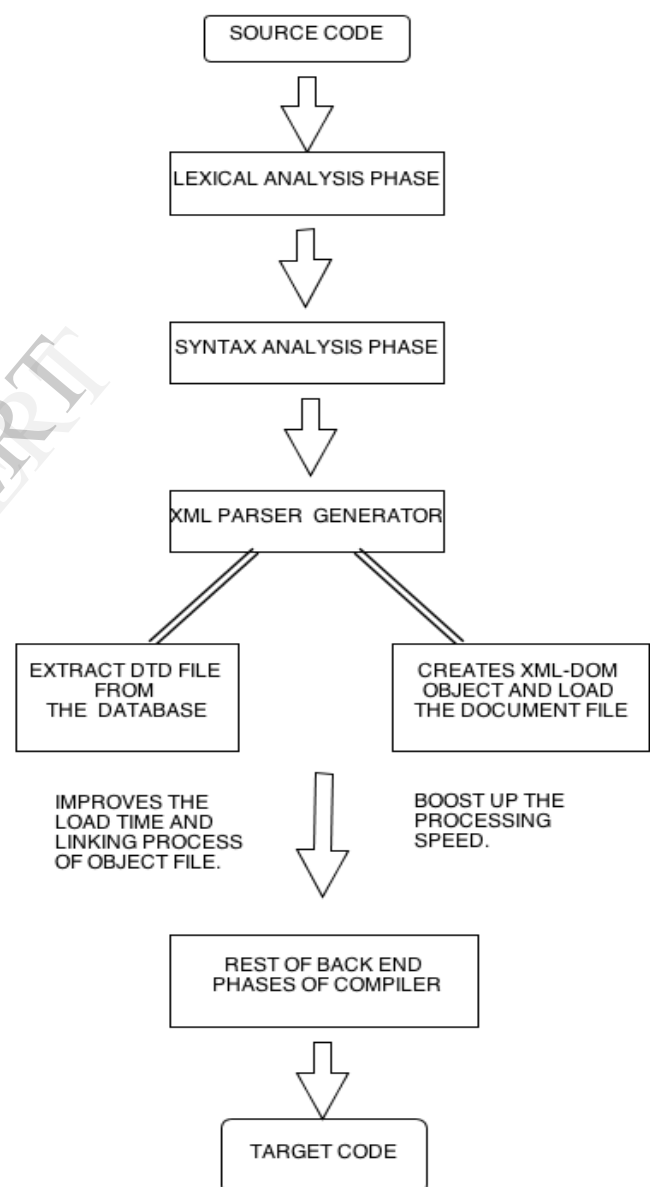 SOURCE CODE
LEXICAL ANALYSIS PHASE
SYNTAX ANALYSIS PHASE
XML PARSER GENERATOR
EXTRACT DTD FILE
FROM
THE DATABASE
CREATES XML-DOM
OBJECT AND LOAD
THE DOCUMENT FILE
IMPROVES THE
LOAD TIME AND
LINKING PROCESS
OF OBJECT FILE.
BOOST UP THE
PROCESSING
SPEED.
REST OF BACK END
PHASES OF COMPILER
TARGET CODE